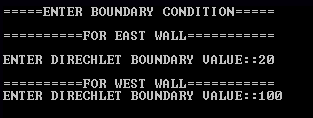 =====ENTER BOUNDARY CONDITION=====
==========FOR EAST WALL===========
ENTER DIRECHLET BOUNDARY VALUE::20
==========FOR WEST WALL===========
ENTER DIRECHLET BOUNDARY VALUE::100